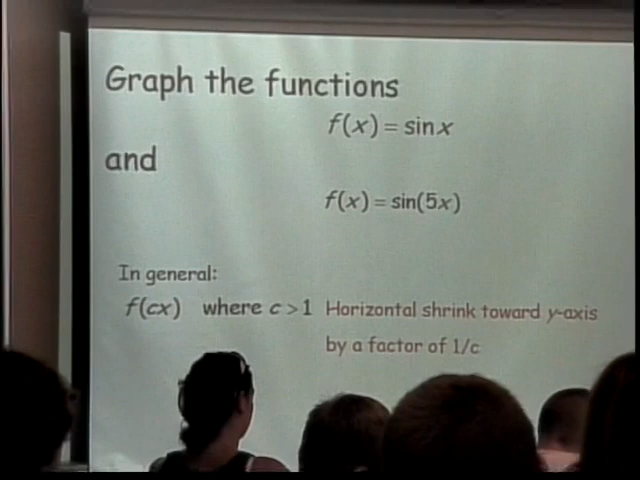 Graph the functions
f(x) = sinx
and
f(x) = sin(5x)
In general:
f(cx) where c > 1 Horizontal shrink toward y-axis
by a factor of 1/c